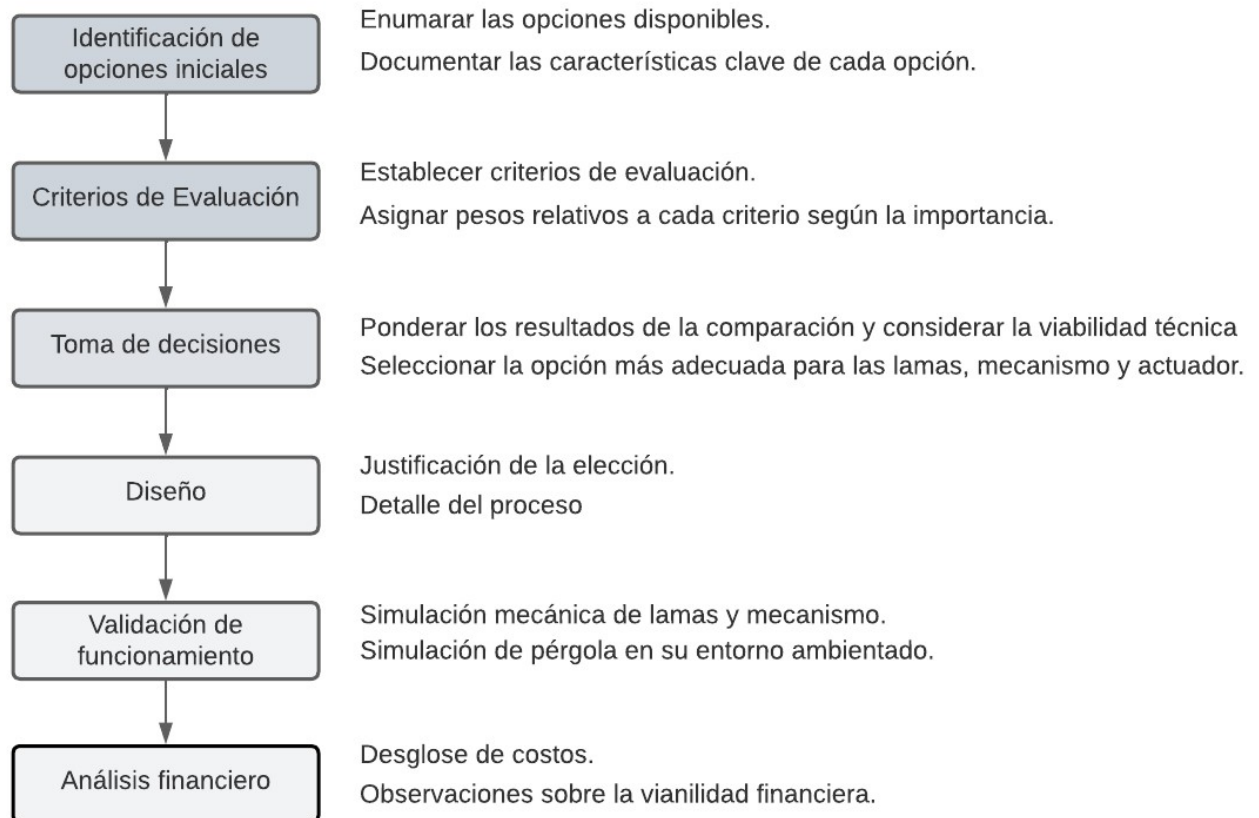 Identificación de
opciones iniciales
Enumarar las opciones disponibles.
Documentar las características clave de cada opción.
Criterios de Evaluación
Establecer criterios de evaluación.
Asignar pesos relativos a cada criterio según la importancia.
Toma de decisiones
Ponderar los resultados de la comparación y considerar la viabilidad técnica
Seleccionar la opción más adecuada para las lamas, mecanismo y actuador.
Diseño
Justificación de la elección.
Detalle del proceso
Validación de
funcionamiento
Simulación mecánica de lamas y mecanismo.
Simulación de pérgola en su entorno ambientado.
Análisis financiero
Desglose de costos.
Observaciones sobre la vianilidad financiera.